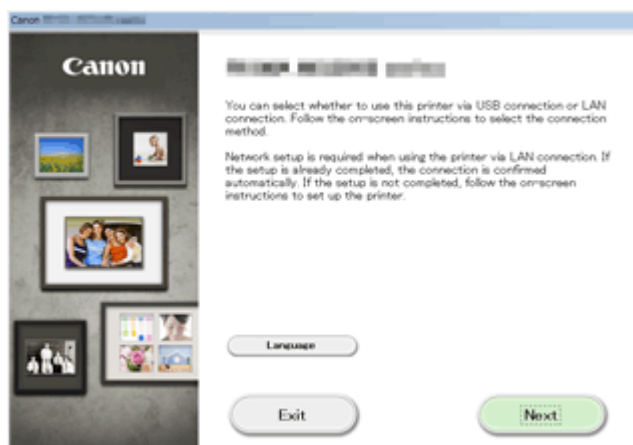 Canon
Canon
You can select whether to use this printer via USB connection or LAN
connection. Follow the on-screen instructions to select the connection
method.
Network setup is required when using the printer via LAN connection. If
the setup is already completed, the connection is confirmed
automatically. If the setup is not completed, follow the on-screen
instructions to set up the printer.
Language
Exit
Next